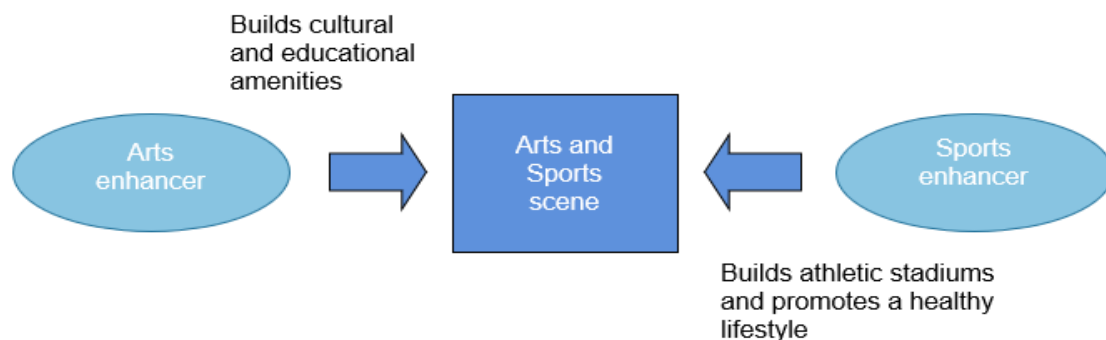 Builds cultural
and educational
amenities
Arts
enhancer
Arts and
Sports
scene
Sports
enhancer
Builds athletic stadiums
and promotes a healthy
lifestyle